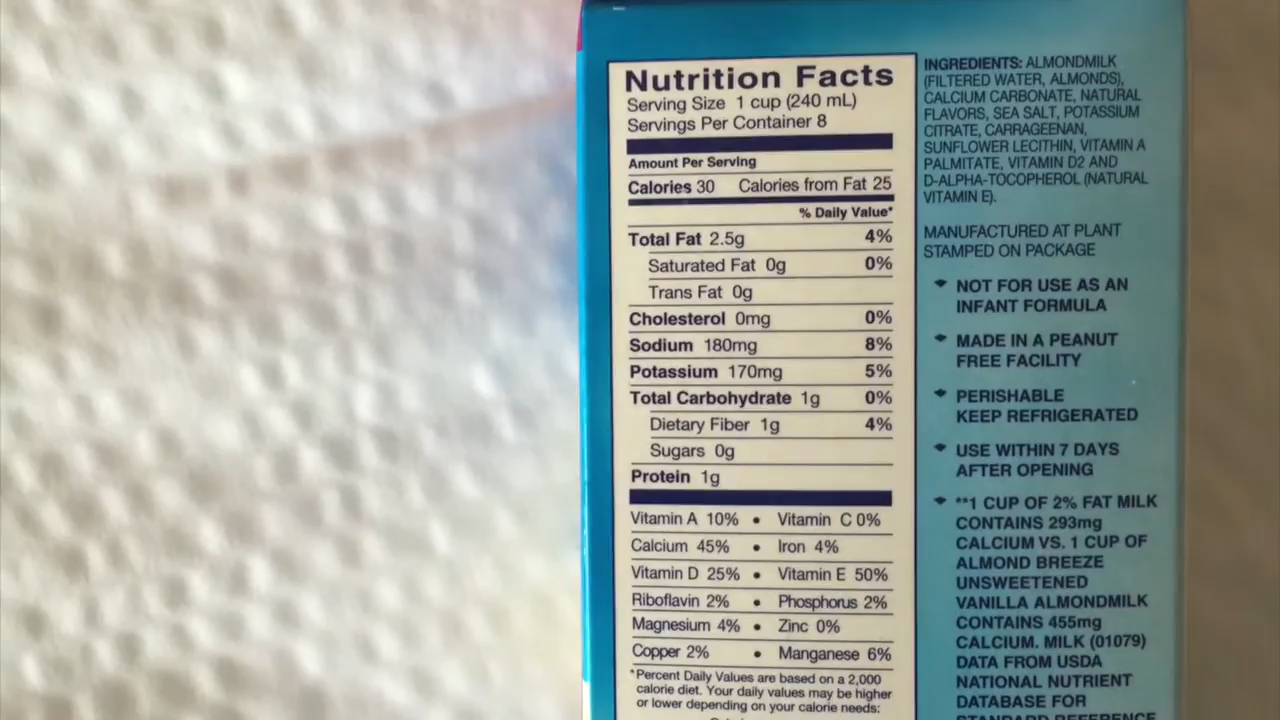 Nutrition Facts
Serving Size 1 cup (240 mL)
Servings Per Container 8
Amount Per Serving
Calories 30 Calories from Fat 25
% Daily Value*
Total Fat 2.5g 4%
Saturated Fat 0g 0%
Trans Fat 0g
Cholesterol 0mg 0%
Sodium 180mg 8%
Potassium 170mg 5%
Total Carbohydrate 1g 0%
Dietary Fiber 1g 4%
Sugars 0g
Protein 1g
Vitamin A 10% • Vitamin C 0%
Calcium 45% • Iron 4%
Vitamin D 25% • Vitamin E 50%
Riboflavin 2% • Phosphorus 2%
Magnesium 4% • Zinc 0%
Copper 2% • Manganese 6%
*Percent Daily Values are based on a 2,000
calorie diet. Your daily values may be higher
or lower depending on your calorie needs:
INGREDIENTS: ALMONDMILK
(FILTERED WATER, ALMONDS),
CALCIUM CARBONATE, NATURAL
FLAVORS, SEA SALT, POTASSIUM
CITRATE, CARRAGEENAN,
SUNFLOWER LECITHIN, VITAMIN A
PALMITATE, VITAMIN D2 AND
D-ALPHA-TOCOPHEROL (NATURAL
VITAMIN E).
MANUFACTURED AT PLANT
STAMPED ON PACKAGE
NOT FOR USE AS AN
INFANT FORMULA
MADE IN A PEANUT
FREE FACILITY
PERISHABLE
KEEP REFRIGERATED
USE WITHIN 7 DAYS
AFTER OPENING
**1 CUP OF 2% FAT MILK
CONTAINS 293mg
CALCIUM VS. 1 CUP OF
ALMOND BREEZE
UNSWEETENED
VANILLA ALMONDMILK
CONTAINS 455mg
CALCIUM. MILK (01079)
DATA FROM USDA
NATIONAL NUTRIENT
DATABASE FOR
STANDARD REFERENCE